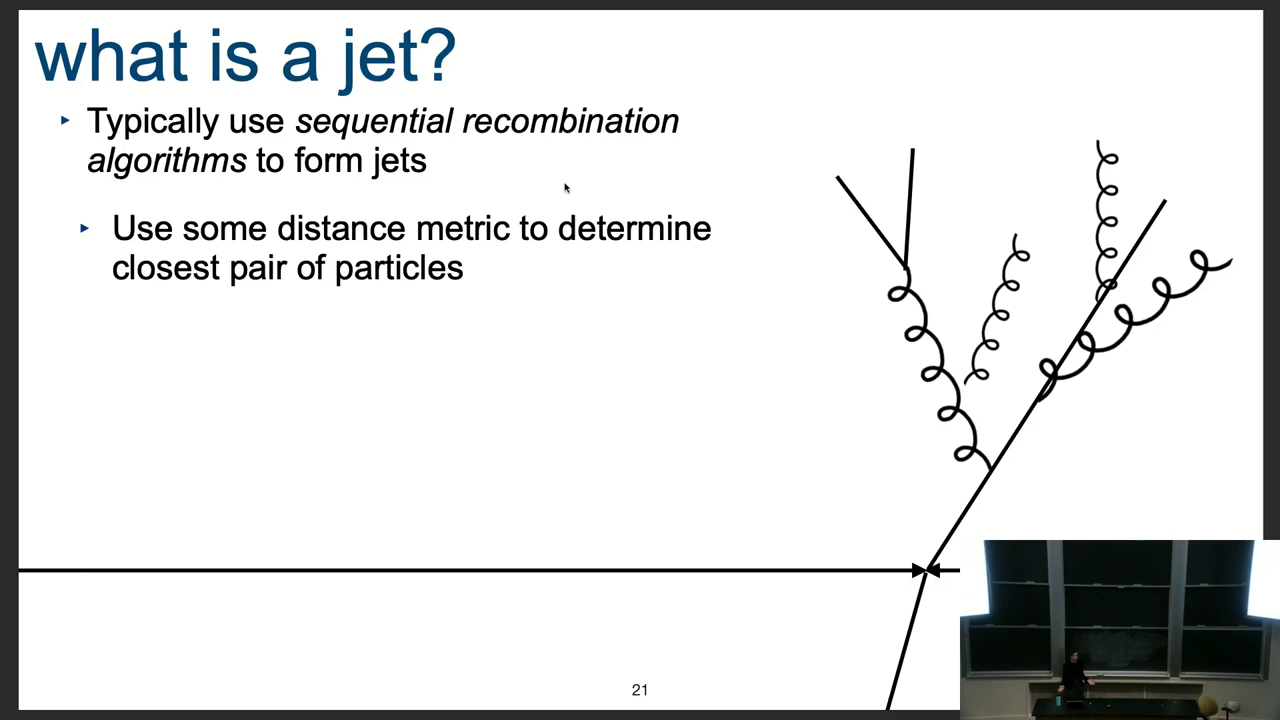 what is a jet?
‣ Typically use sequential recombination
algorithms to form jets
‣ Use some distance metric to determine
closest pair of particles
21